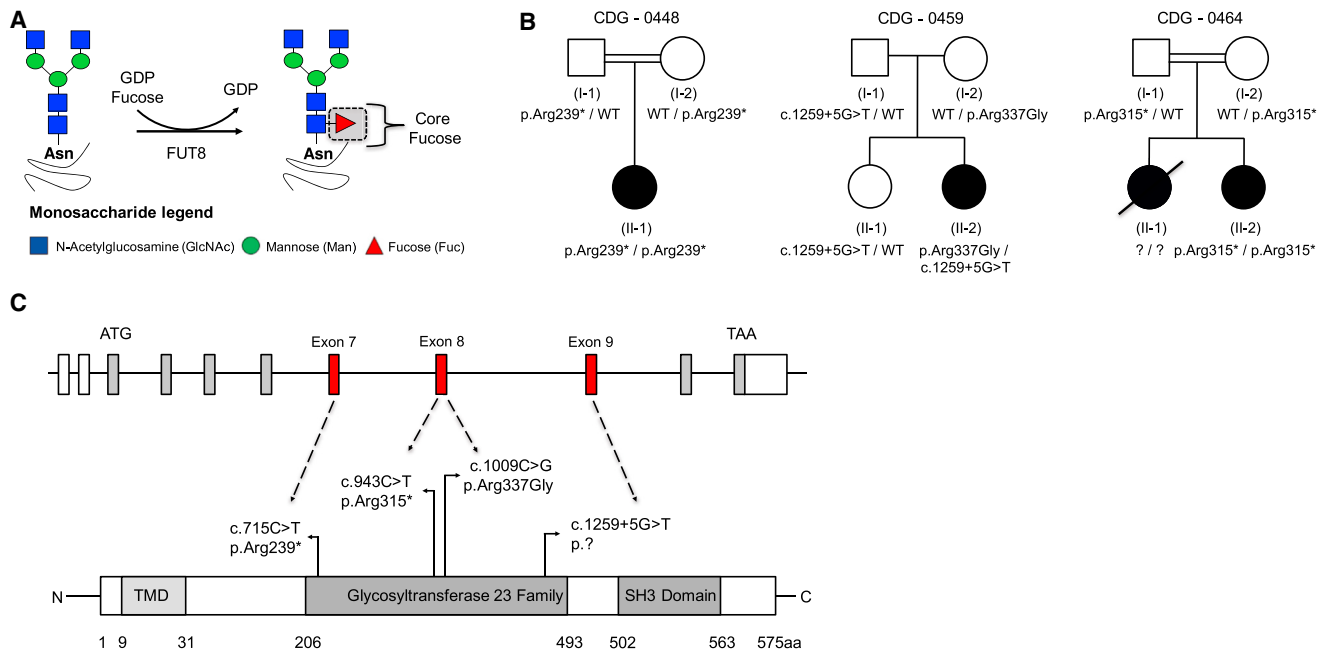 A
GDP
Fucose
GDP
FUT8
Asn
Asn
Core
Fucose
Monosaccharide legend
N-Acetylglucosamine (GlcNAc)
Mannose (Man)
Fucose (Fuc)
B
CDG - 0448
(I-1)
(I-2)
p.Arg239* / WT
WT / p.Arg239*
(II-1)
p.Arg239* / p.Arg239*
CDG - 0459
(I-1)
(I-2)
c.1259+5G>T / WT
WT / p.Arg337Gly
(II-1)
(II-2)
c.1259+5G>T / WT
p.Arg337Gly /
c.1259+5G>T
CDG - 0464
(I-1)
(I-2)
p.Arg315* / WT
WT / p.Arg315*
(II-1)
(II-2)
? / ?
p.Arg315* / p.Arg315*
C
ATG
Exon 7
Exon 8
Exon 9
TAA
c.715C>T
p.Arg239*
c.943C>T
p.Arg315*
c.1009C>G
p.Arg337Gly
c.1259+5G>T
p.?
N
TMD
Glycosyltransferase 23 Family
SH3 Domain
C
1
9
31
206
493
502
563
575aa